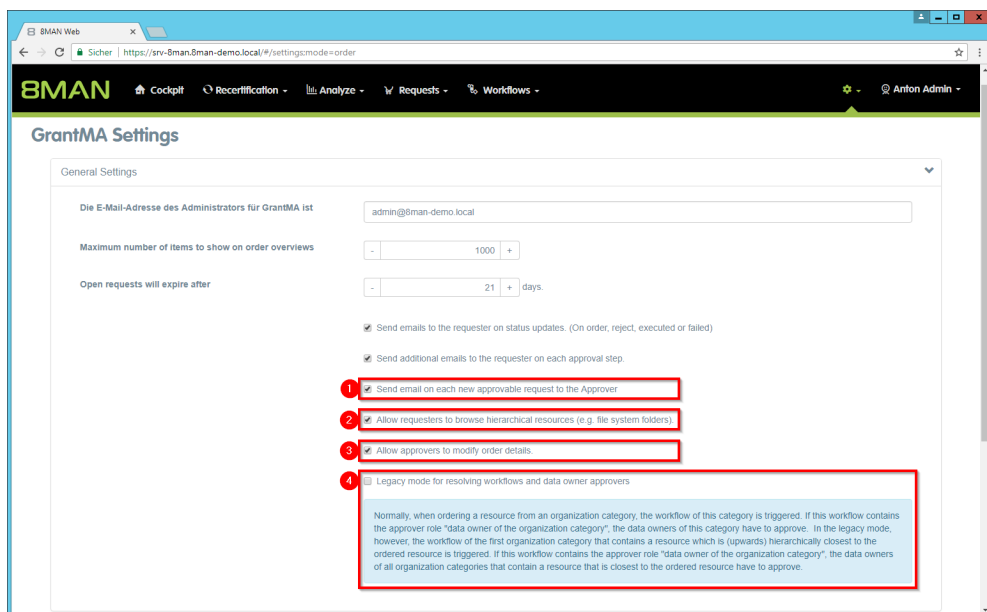 8MAN Web
Sicher | https://srv-8man.8man-demo.local/#/settings;mode=order
8MAN Cockpit Recertification Analyze Requests Workflows Anton Admin
GrantMA Settings
General Settings
Die E-Mail-Adresse des Administrators für GrantMA ist admin@8man-demo.local
Maximum number of items to show on order overviews - 1000 +
Open requests will expire after - 21 + days.
Send emails to the requester on status updates. (On order, reject, executed or failed)
Send additional emails to the requester on each approval step.
1 Send email on each new approvable request to the Approver
2 Allow requesters to browse hierarchical resources (e.g. file system folders).
3 Allow approvers to modify order details.
4 Legacy mode for resolving workflows and data owner approvers
Normally, when ordering a resource from an organization category, the workflow of this category is triggered. If this workflow contains
the approver role "data owner of the organization category", the data owners of this category have to approve. In the legacy mode,
however, the workflow of the first organization category that contains a resource which is (upwards) hierarchically closest to the
ordered resource is triggered. If this workflow contains the approver role "data owner of the organization category", the data owners
of all organization categories that contain a resource that is closest to the ordered resource have to approve.